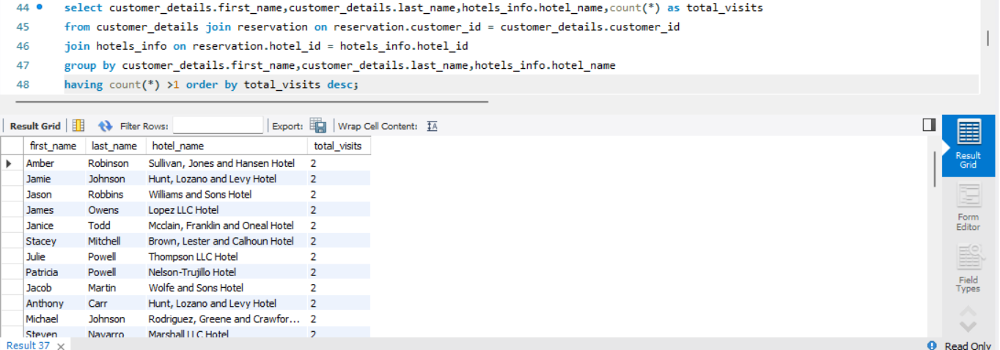 44 select customer_details.first_name,customer_details.last_name,hotels_info.hotel_name,count(*) as total_visits
45 from customer_details join reservation on reservation.customer_id = customer_details.customer_id
46 join hotels_info on reservation.hotel_id = hotels_info.hotel_id
47 group by customer_details.first_name,customer_details.last_name,hotels_info.hotel_name
48 having count(*) >1 order by total_visits desc;
Result Grid Filter Rows: Export: Wrap Cell Content: IA
first_name last_name hotel_name total_visits
Amber Robinson Sullivan, Jones and Hansen Hotel 2
Jamie Johnson Hunt, Lozano and Levy Hotel 2
Jason Robbins Williams and Sons Hotel 2
James Owens Lopez LLC Hotel 2
Janice Todd Mcclain, Franklin and Oneal Hotel 2
Stacey Mitchell Brown, Lester and Calhoun Hotel 2
Julie Powell Thompson LLC Hotel 2
Patricia Powell Nelson-Trujillo Hotel 2
Jacob Martin Wolfe and Sons Hotel 2
Anthony Carr Hunt, Lozano and Levy Hotel 2
Michael Johnson Rodriguez, Greene and Crawfor... 2
Steven Navarro Marshall LLC Hotel 2
Result
Grid
Form
Editor
Field
Types
Result 37
Read Only